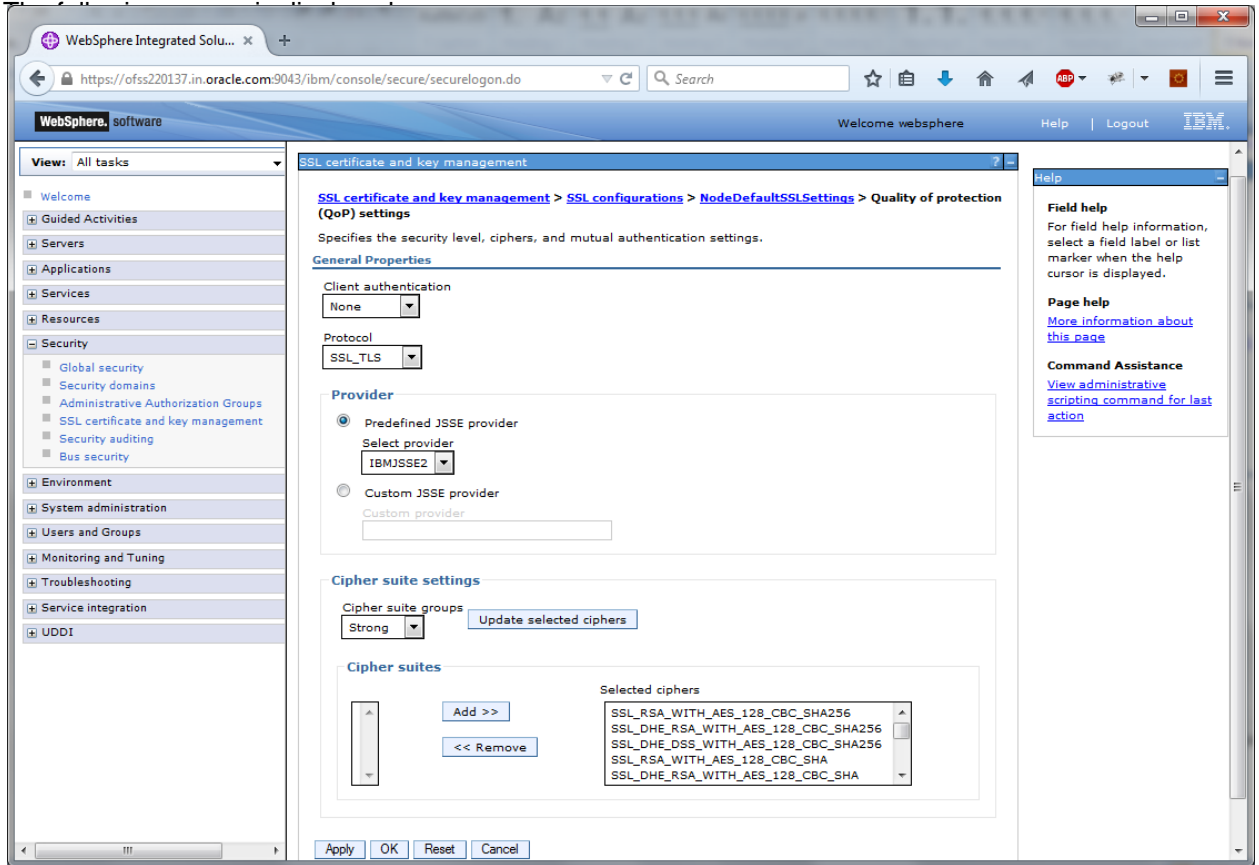 WebSphere Integrated Solu... × +
https://ofss220137.in.oracle.com:9043/ibm/console/secure/securelogon.do Search ABP
WebSphere. software Welcome websphere Help | Logout IBM.
View: All tasks
Welcome
Guided Activities
Servers
Applications
Services
Resources
Security
Global security
Security domains
Administrative Authorization Groups
SSL certificate and key management
Security auditing
Bus security
Environment
System administration
Users and Groups
Monitoring and Tuning
Troubleshooting
Service integration
UDDI
SSL certificate and key management ? -
SSL certificate and key management > SSL configurations > NodeDefaultSSLSettings > Quality of protection
(QoP) settings
Specifies the security level, ciphers, and mutual authentication settings.
General Properties
Client authentication
None
Protocol
SSL_TLS
Provider
Predefined JSSE provider
Select provider
IBMJSSE2
Custom JSSE provider
Custom provider
Cipher suite settings
Cipher suite groups
Strong Update selected ciphers
Cipher suites
Selected ciphers
Add >>
<< Remove
SSL_RSA_WITH_AES_128_CBC_SHA256
SSL_DHE_RSA_WITH_AES_128_CBC_SHA256
SSL_DHE_DSS_WITH_AES_128_CBC_SHA256
SSL_RSA_WITH_AES_128_CBC_SHA
SSL_DHE_RSA_WITH_AES_128_CBC_SHA
Apply OK Reset Cancel
Help -
Field help
For field help information,
select a field label or list
marker when the help
cursor is displayed.
Page help
More information about
this page
Command Assistance
View administrative
scripting command for last
action